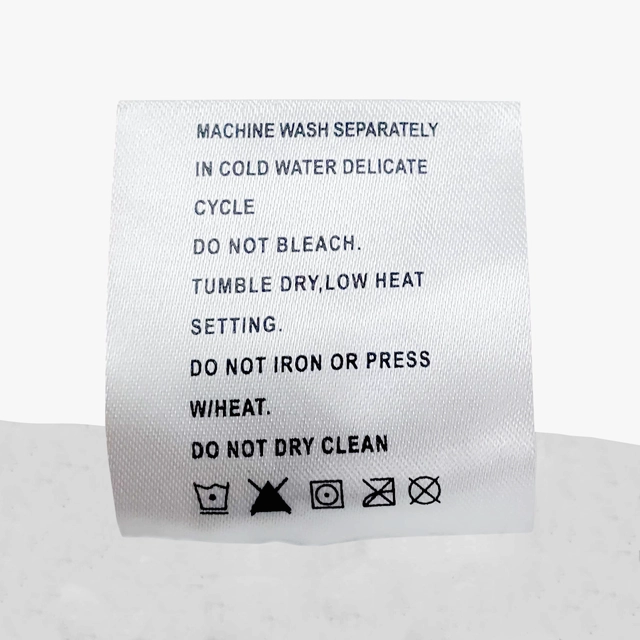 MACHINE WASH SEPARATELY
IN COLD WATER DELICATE
CYCLE
DO NOT BLEACH.
TUMBLE DRY,LOW HEAT
SETTING.
DO NOT IRON OR PRESS
W/HEAT.
DO NOT DRY CLEAN